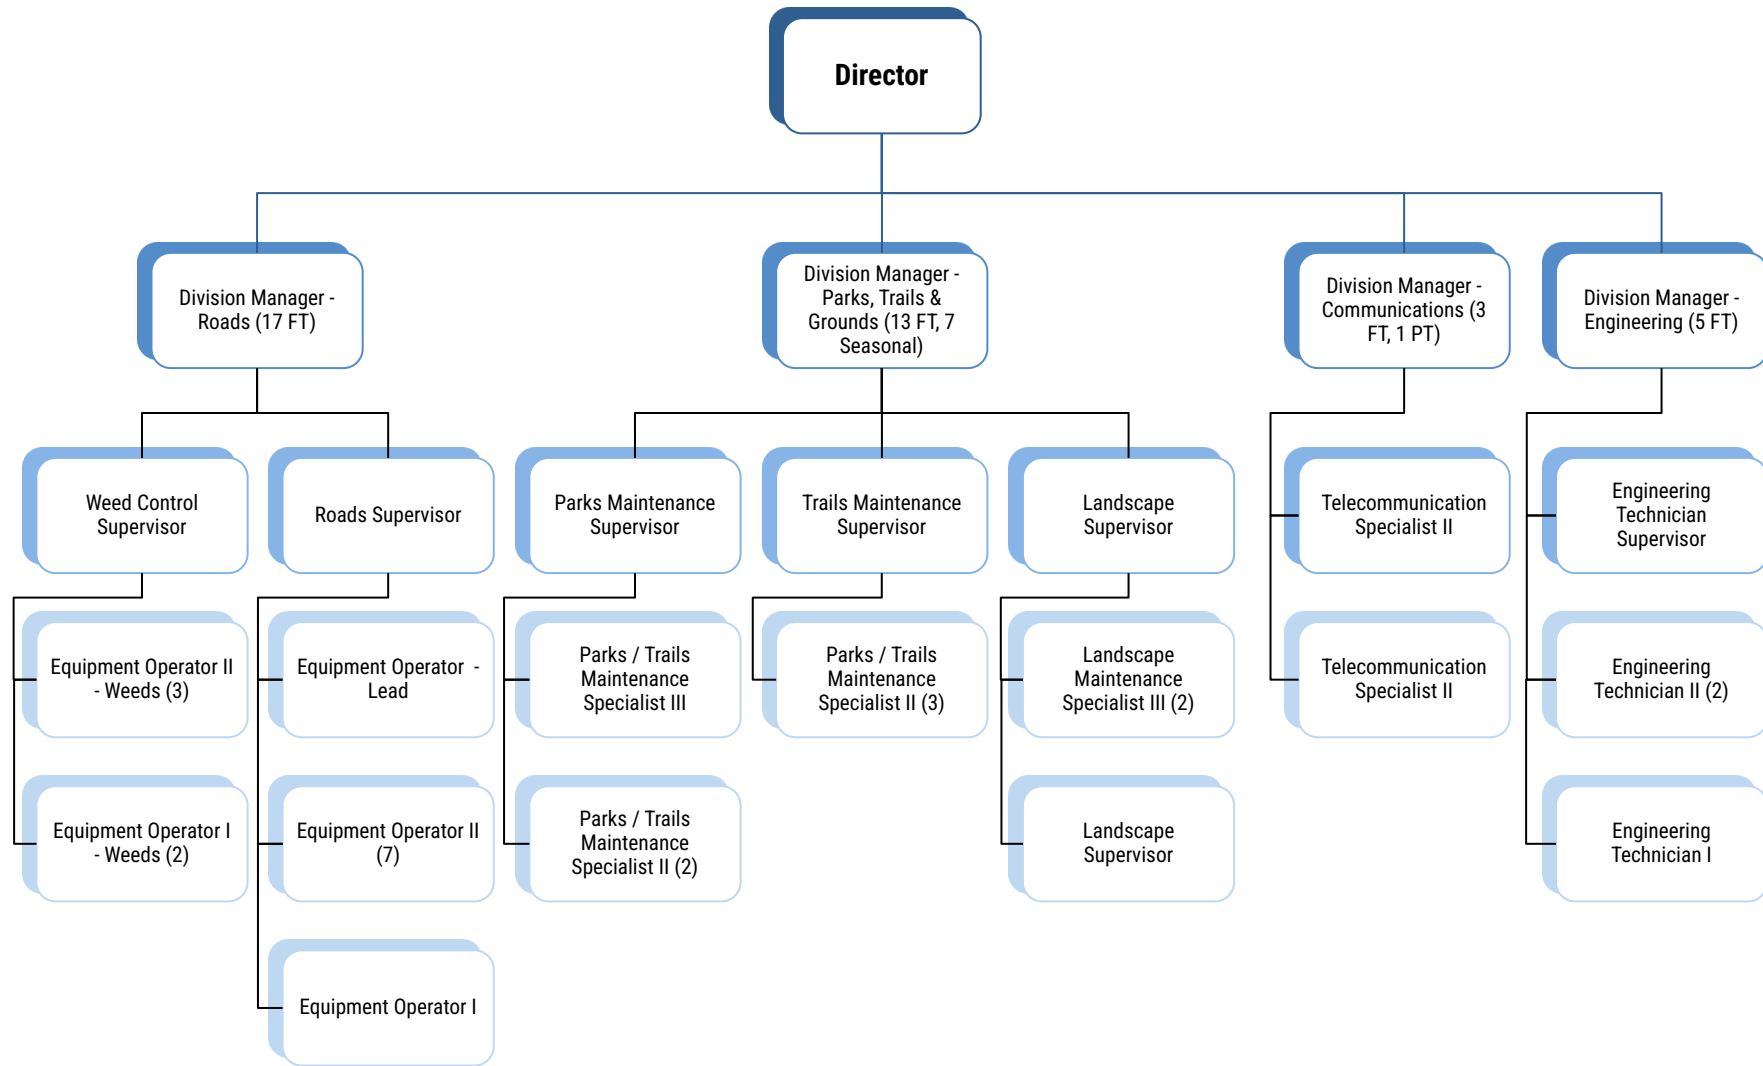 Director
Division Manager -
Roads (17 FT)
Division Manager -
Parks, Trails &
Grounds (13 FT, 7
Seasonal)
Division Manager -
Communications (3
FT, 1 PT)
Division Manager -
Engineering (5 FT)
Weed Control
Supervisor
Roads Supervisor
Parks Maintenance
Supervisor
Trails Maintenance
Supervisor
Landscape
Supervisor
Telecommunication
Specialist II
Engineering
Technician
Supervisor
Equipment Operator II
- Weeds (3)
Equipment Operator -
Lead
Parks / Trails
Maintenance
Specialist III
Parks / Trails
Maintenance
Specialist II (3)
Landscape
Maintenance
Specialist III (2)
Telecommunication
Specialist II
Engineering
Technician II (2)
Equipment Operator I
- Weeds (2)
Equipment Operator II
(7)
Parks / Trails
Maintenance
Specialist II (2)
Landscape
Supervisor
Engineering
Technician I
Equipment Operator I